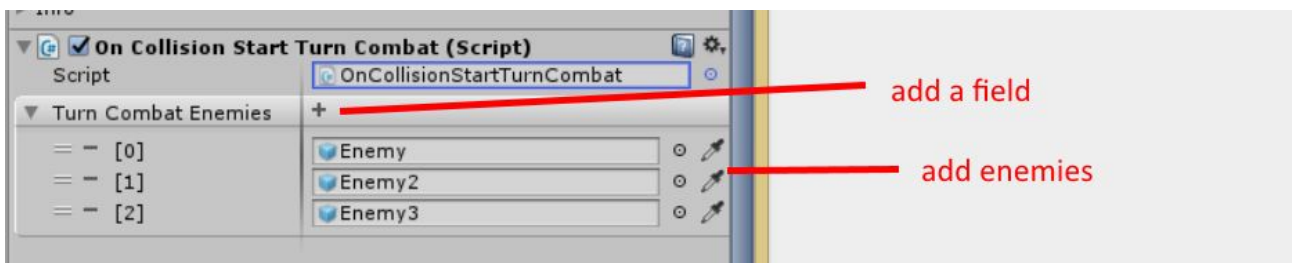 Info
On Collision Start Turn Combat (Script)
Script OnCollisionStartTurnCombat
add a field
Turn Combat Enemies +
[0] Enemy
add enemies
[1] Enemy2
[2] Enemy3